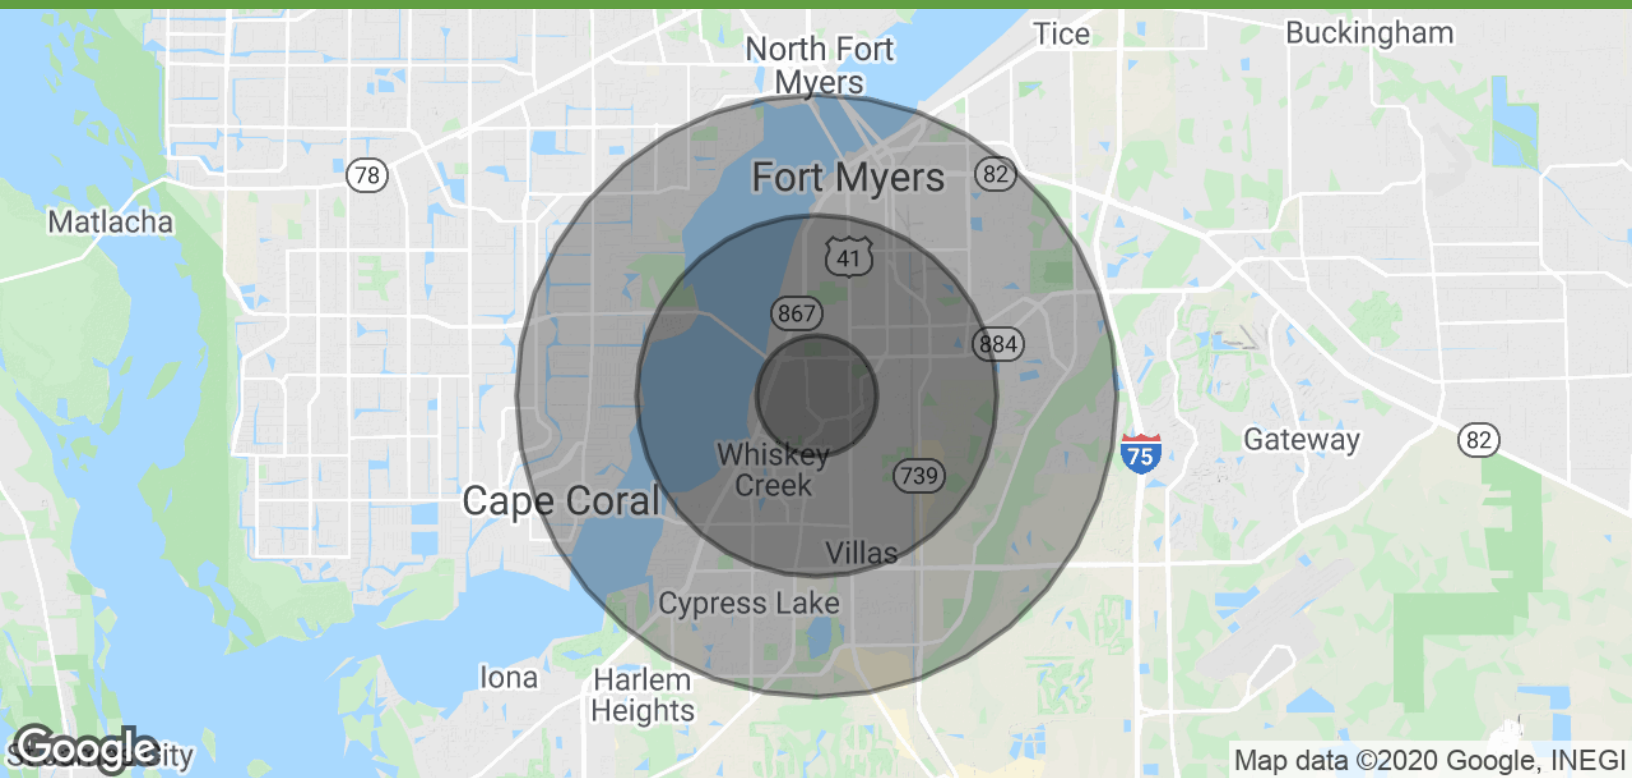 Tice
Buckingham
North Fort
Myers
78
Fort Myers
82
Matlacha
41
867
884
Whiskey
Creek
739
75
Gateway
82
Cape Coral
Villas
Cypress Lake
Iona
Harlem
Heights
Google
City
Map data ©2020 Google, INEGI